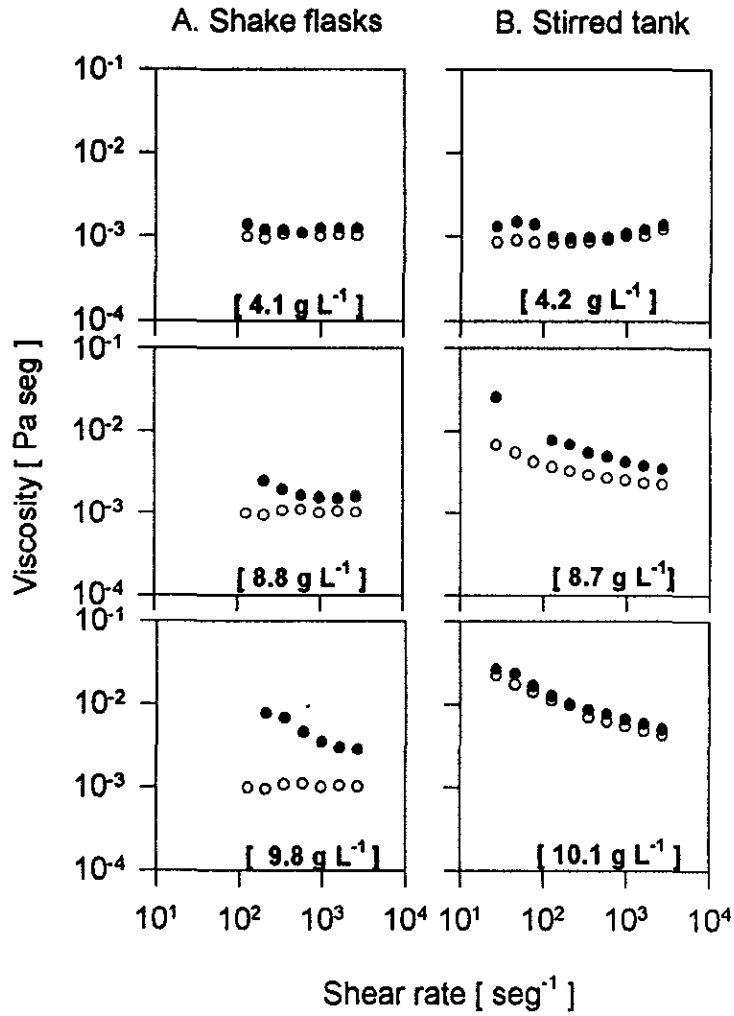 A. Shake flasks
B. Stirred tank
10⁻¹
10⁻²
10⁻³
10⁻⁴
[ 4.1 g L⁻¹ ]
[ 4.2 g L⁻¹ ]
10⁻¹
10⁻²
10⁻³
10⁻⁴
[ 8.8 g L⁻¹ ]
[ 8.7 g L⁻¹]
10⁻¹
10⁻²
10⁻³
10⁻⁴
[ 9.8 g L⁻¹ ]
[ 10.1 g L⁻¹]
Viscosity [ Pa seg ]
10¹ 10² 10³ 10⁴
10¹ 10² 10³ 10⁴
Shear rate [ seg⁻¹ ]